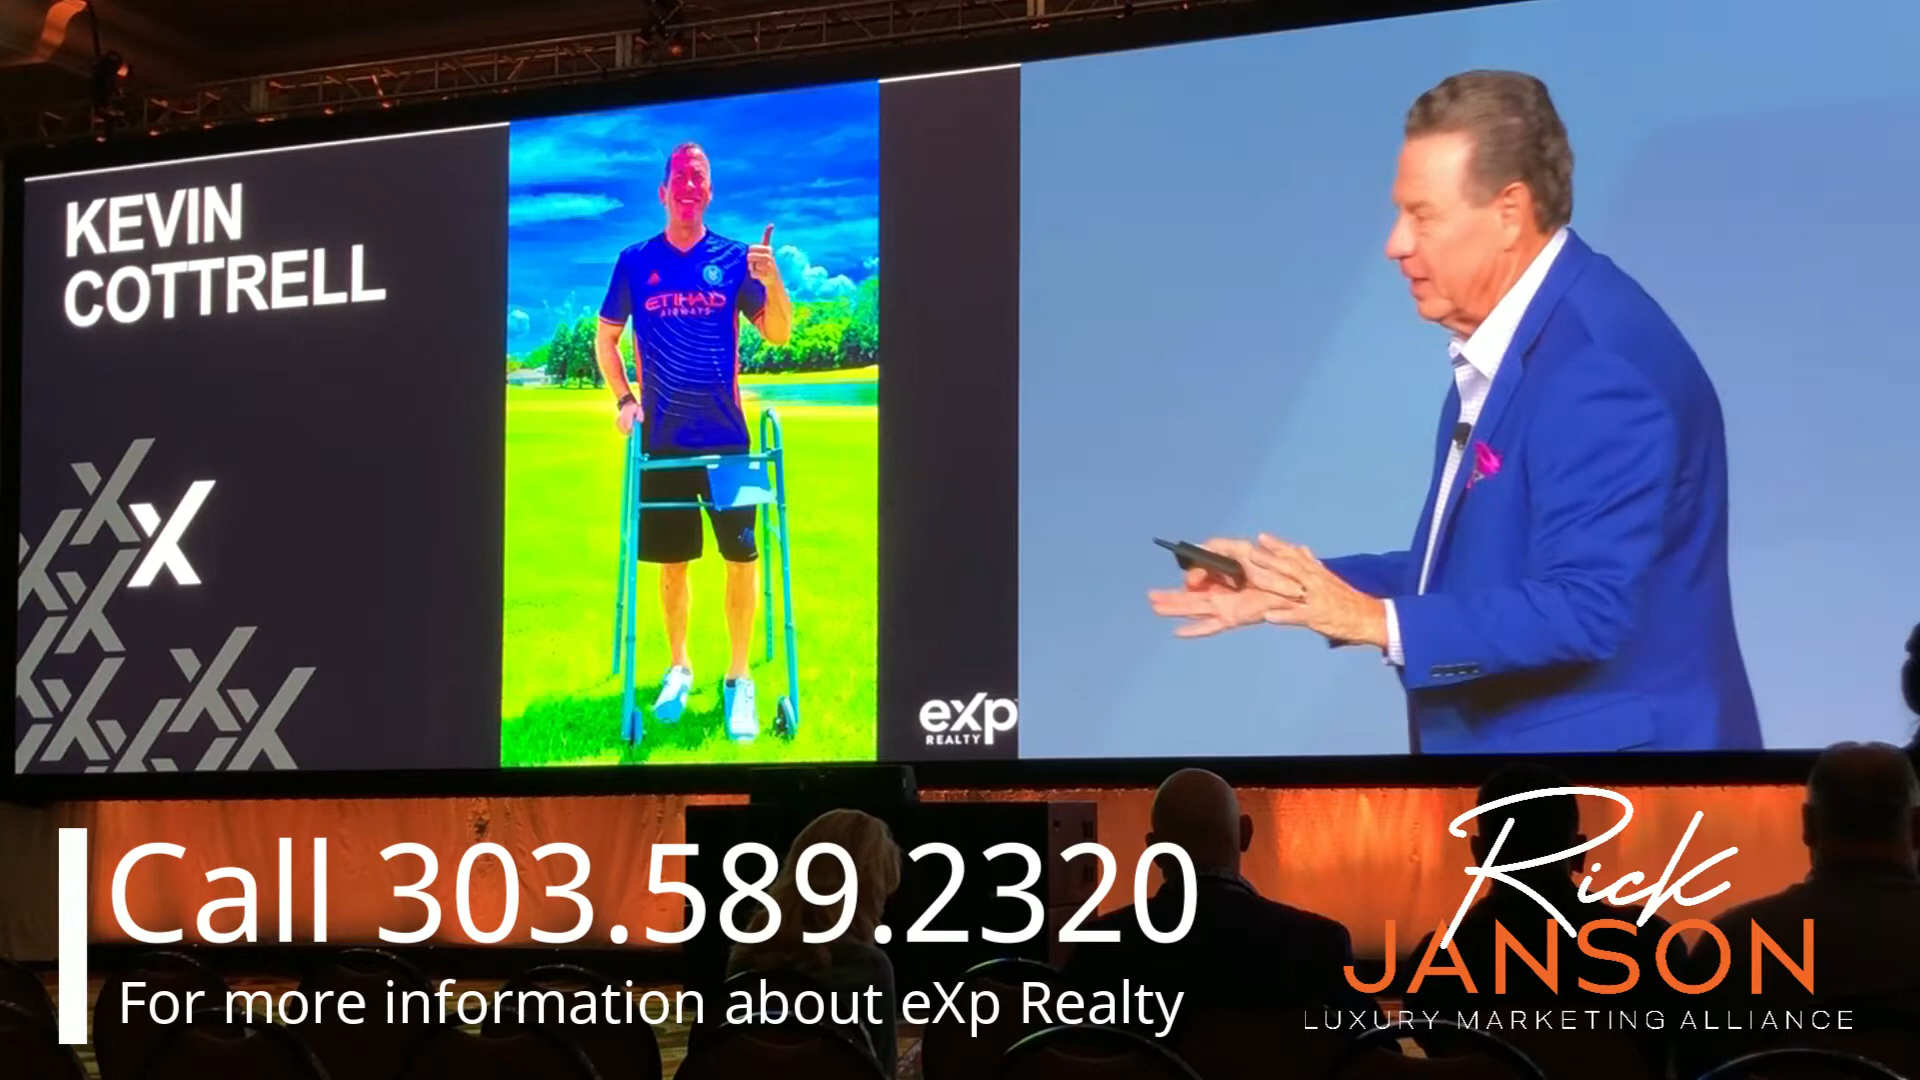 KEVIN
COTTRELL
ETIHAD
AIRWAYS
eXp
REALTY
Call 303.589.2320
For more information about eXp Realty
Rick
JANSON
LUXURY MARKETING ALLIANCE